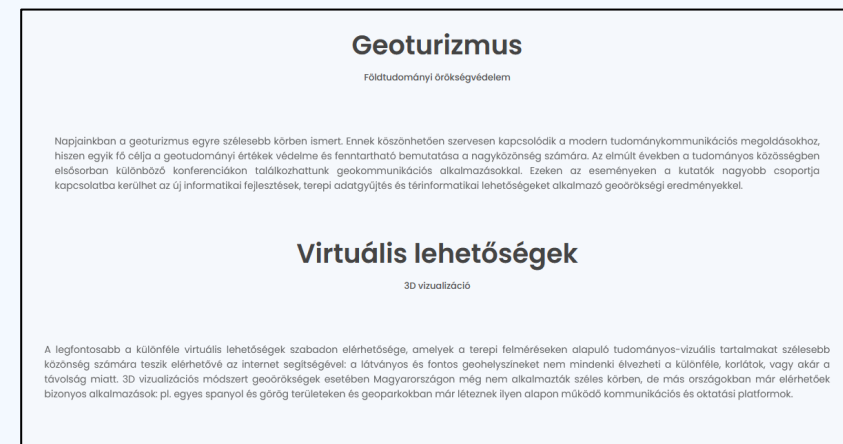 Geoturizmus
Földtudományi örökségvédelem
Napjainkban a geoturizmus egyre szélesebb körben ismert. Ennek köszönhetően szervesen kapcsolódik a modern tudománykommunikációs megoldásokhoz,
hiszen egyik fő célja a geotudományi értékek védelme és fenntartható bemutatása a nagyközönség számára. Az elmúlt években a tudományos közösségben
elsősorban különböző konferenciákon találkozhattunk geokommunikációs alkalmazásokkal. Ezeken az eseményeken a kutatók nagyobb csoportja
kapcsolatba kerülhet az új informatikai fejlesztések, terepi adatgyűjtés és térinformatikai lehetőségeket alkalmazó geoörökségi eredményekkel.
Virtuális lehetőségek
3D vizualizáció
A legfontosabb a különféle virtuális lehetőségek szabadon elérhetősége, amelyek a terepi felméréseken alapuló tudományos-vizuális tartalmakat szélesebb
közönség számára teszik elérhetővé az internet segítségével: a látványos és fontos geohelyszíneket nem mindenki élvezheti a különféle, korlátok, vagy akár a
távolság miatt. 3D vizualizációs módszert geoörökségek esetében Magyarországon még nem alkalmazták széles körben, de más országokban már elérhetőek
bizonyos alkalmazások: pl. egyes spanyol és görög területeken és geoparkokban már léteznek ilyen alapon működő kommunikációs és oktatási platformok.